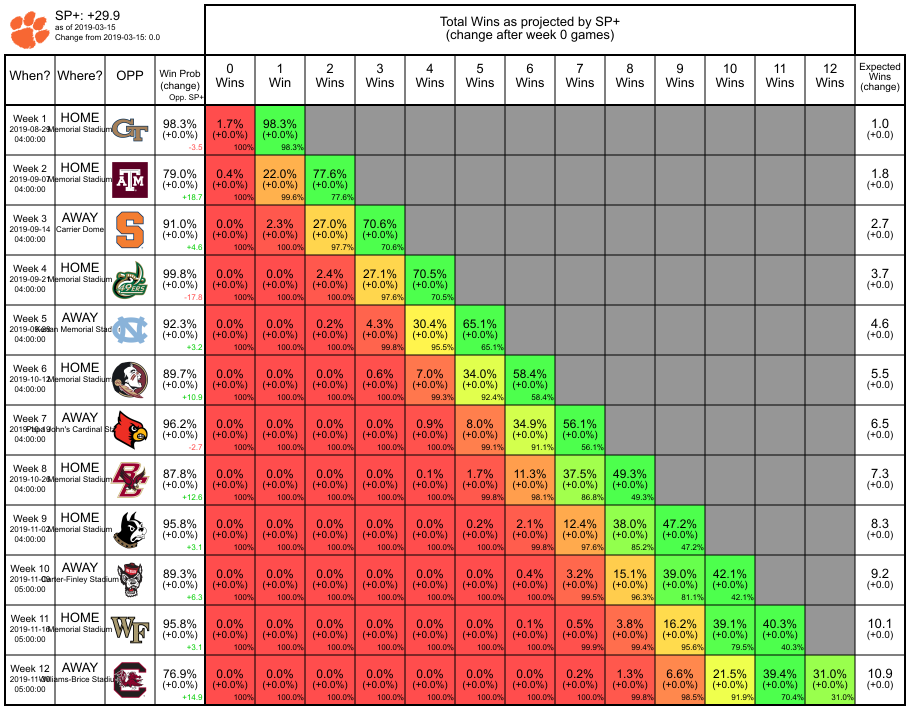 SP+: +29.9
as of 2019-03-15
Change from 2019-03-15: 0.0
Total Wins as projected by SP+
(change after week 0 games)
When? Where? OPP Win Prob (change) Opp. SP+ 0 Wins 1 Win 2 Wins 3 Wins 4 Wins 5 Wins 6 Wins 7 Wins 8 Wins 9 Wins 10 Wins 11 Wins 12 Wins Expected Wins (change)
Week 1 HOME 98.3% 1.7% 98.3% 1.0
2019-08-29 Memorial Stadium GT (+0.0%) (+0.0%) (+0.0%) (+0.0)
04:00:00 -3.5 100% 98.3%
Week 2 HOME 79.0% 0.4% 22.0% 77.6% 1.8
2019-09-07 Memorial Stadium ATM (+0.0%) (+0.0%) (+0.0%) (+0.0%) (+0.0)
04:00:00 +18.7 100% 99.6% 77.6%
Week 3 AWAY 91.0% 0.0% 2.3% 27.0% 70.6% 2.7
2019-09-14 Carrier Dome S (+0.0%) (+0.0%) (+0.0%) (+0.0%) (+0.0%) (+0.0)
04:00:00 +4.6 100% 100.0% 97.7% 70.6%
Week 4 HOME 99.8% 0.0% 0.0% 2.4% 27.1% 70.5% 3.7
2019-09-21 Memorial Stadium 49ERS (+0.0%) (+0.0%) (+0.0%) (+0.0%) (+0.0%) (+0.0%) (+0.0)
04:00:00 -17.8 100% 100.0% 100.0% 97.6% 70.5%
Week 5 AWAY 92.3% 0.0% 0.0% 0.2% 4.3% 30.4% 65.1% 4.6
Memorial NC (+0.0%) (+0.0%) (+0.0%) (+0.0%) (+0.0%) (+0.0%) (+0.0%) (+0.0)
04:00:00 +3.2 100% 100.0% 100.0% 99.8% 95.5% 65.1%
Week 6 HOME 89.7% 0.0% 0.0% 0.0% 0.6% 7.0% 34.0% 58.4% 5.5
2019-10-12 Memorial Stadium (+0.0%) (+0.0%) (+0.0%) (+0.0%) (+0.0%) (+0.0%) (+0.0%) (+0.0%) (+0.0)
04:00:00 +10.9 100% 100.0% 100.0% 100.0% 99.3% 92.4% 58.4%
Week 7 AWAY 96.2% 0.0% 0.0% 0.0% 0.0% 0.9% 8.0% 34.9% 56.1% 6.5
John's Cardinal (+0.0%) (+0.0%) (+0.0%) (+0.0%) (+0.0%) (+0.0%) (+0.0%) (+0.0%) (+0.0%) (+0.0)
04:00:00 -2.7 100% 100.0% 100.0% 100.0% 100.0% 99.1% 91.1% 56.1%
Week 8 HOME 87.8% 0.0% 0.0% 0.0% 0.0% 0.1% 1.7% 11.3% 37.5% 49.3% 7.3
2019-10-26 Memorial Stadium BC (+0.0%) (+0.0%) (+0.0%) (+0.0%) (+0.0%) (+0.0%) (+0.0%) (+0.0%) (+0.0%) (+0.0%) (+0.0)
04:00:00 +12.6 100% 100.0% 100.0% 100.0% 100.0% 99.8% 98.1% 86.8% 49.3%
Week 9 HOME 95.8% 0.0% 0.0% 0.0% 0.0% 0.0% 0.2% 2.1% 12.4% 38.0% 47.2% 8.3
2019-11-02 Memorial Stadium (+0.0%) (+0.0%) (+0.0%) (+0.0%) (+0.0%) (+0.0%) (+0.0%) (+0.0%) (+0.0%) (+0.0%) (+0.0%) (+0.0)
04:00:00 +3.1 100% 100.0% 100.0% 100.0% 100.0% 100.0% 99.8% 97.6% 85.2% 47.2%
Week 10 AWAY 89.3% 0.0% 0.0% 0.0% 0.0% 0.0% 0.0% 0.4% 3.2% 15.1% 39.0% 42.1% 9.2
Carter-Finley Stadium (+0.0%) (+0.0%) (+0.0%) (+0.0%) (+0.0%) (+0.0%) (+0.0%) (+0.0%) (+0.0%) (+0.0%) (+0.0%) (+0.0%) (+0.0)
05:00:00 +6.3 100% 100.0% 100.0% 100.0% 100.0% 100.0% 100.0% 99.5% 96.3% 81.1% 42.1%
Week 11 HOME 95.8% 0.0% 0.0% 0.0% 0.0% 0.0% 0.0% 0.1% 0.5% 3.8% 16.2% 39.1% 40.3% 10.1
2019-11-16 Memorial Stadium WF (+0.0%) (+0.0%) (+0.0%) (+0.0%) (+0.0%) (+0.0%) (+0.0%) (+0.0%) (+0.0%) (+0.0%) (+0.0%) (+0.0%) (+0.0%) (+0.0)
05:00:00 +3.1 100% 100.0% 100.0% 100.0% 100.0% 100.0% 100.0% 99.9% 99.4% 95.6% 79.5% 40.3%
Week 12 AWAY 76.9% 0.0% 0.0% 0.0% 0.0% 0.0% 0.0% 0.0% 0.2% 1.3% 6.6% 21.5% 39.4% 31.0% 10.9
Williams-Brice Stadium C (+0.0%) (+0.0%) (+0.0%) (+0.0%) (+0.0%) (+0.0%) (+0.0%) (+0.0%) (+0.0%) (+0.0%) (+0.0%) (+0.0%) (+0.0%) (+0.0%) (+0.0)
05:00:00 +14.9 100% 100.0% 100.0% 100.0% 100.0% 100.0% 100.0% 100.0% 99.8% 98.5% 91.9% 70.4% 31.0%